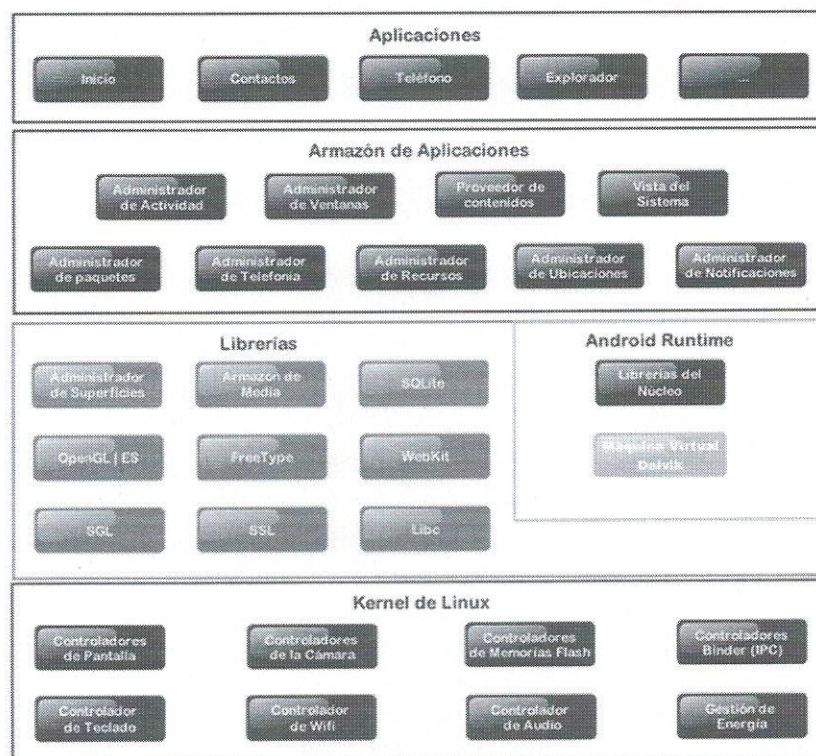 Aplicaciones
Inicio
Contactos
Teléfono
Explorador
...
Armazón de Aplicaciones
Administrador
de Actividad
Administrador
de Ventanas
Proveedor de
contenidos
Vista del
Sistema
Administrador
de paquetes
Administrador
de Telefonía
Administrador
de Recursos
Administrador
de Ubicaciones
Administrador
de Notificaciones
Librerías
Administrador
de Superficies
Armazón de
Media
SQLite
OpenGL | ES
FreeType
WebKit
SGL
SSL
Libc
Android Runtime
Librerías del
Núcleo
Máquina Virtual
Dalvik
Kernel de Linux
Controladores
de Pantalla
Controladores
de la Cámara
Controladores
de Memorias Flash
Controladores
Binder (IPC)
Controlador
de Teclado
Controlador
de Wifi
Controlador
de Audio
Gestión de
Energía